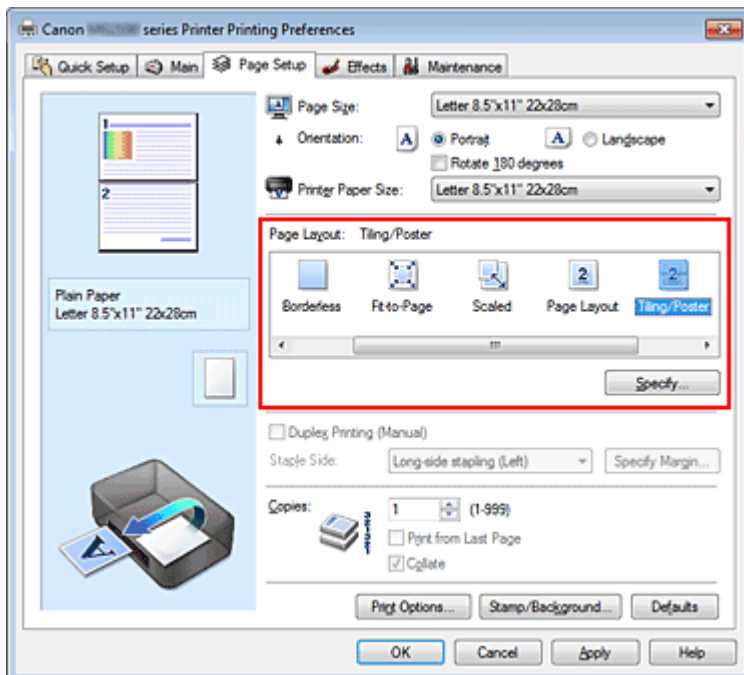 Canon series Printer Printing Preferences
Quick Setup Main Page Setup Effects Maintenance
Page Size: Letter 8.5"x11" 22x28cm
Orientation: A Portrait A Landscape
Rotate 180 degrees
Printer Paper Size: Letter 8.5"x11" 22x28cm
1
2
Plain Paper
Letter 8.5"x11" 22x28cm
Page Layout: Tiling/Poster
2 2
Borderless Fit-to-Page Scaled Page Layout Tiling/Poster
Specify...
Duplex Printing (Manual)
Staple Side: Long-side stapling (Left) Specify Margin...
Copies: 1 (1-999)
Print from Last Page
Collate
A
Print Options... Stamp/Background... Defaults
OK Cancel Apply Help